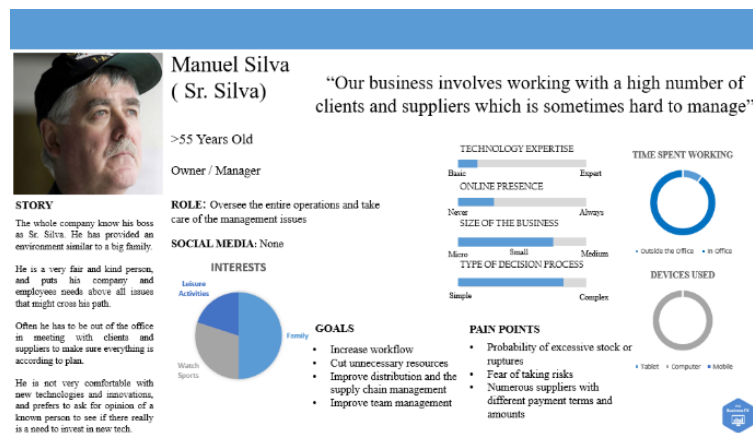 Manuel Silva
( Sr. Silva)
“Our business involves working with a high number of
clients and suppliers which is sometimes hard to manage”
>55 Years Old
Owner / Manager
ROLE: Oversee the entire operations and take
care of the management issues
SOCIAL MEDIA: None
STORY
The whole company know his boss
as Sr. Silva. He has provided an
environment similar to a big family.
He is a very fair and kind person,
and puts his company and
employees needs above all issues
that might cross his path.
Often he has to be out of the office
in meeting with clients and
suppliers to make sure everything is
according to plan.
He is not very comfortable with
new technologies and innovations,
and prefers to ask for opinion of a
known person to see if there really
is a need to invest in new tech.
INTERESTS
Leisure
Activities
Family
Watch
Sports
GOALS
• Increase workflow
• Cut unnecessary resources
• Improve distribution and the
supply chain management
• Improve team management
TECHNOLOGY EXPERTISE
Basic Expert
ONLINE PRESENCE
Never Always
SIZE OF THE BUSINESS
Micro Small Medium
TYPE OF DECISION PROCESS
Simple Complex
PAIN POINTS
• Probability of excessive stock or
ruptures
• Fear of taking risks
• Numerous suppliers with
different payment terms and
amounts
TIME SPENT WORKING
• Outside the Office • In Office
DEVICES USED
• Tablet • Computer • Mobile